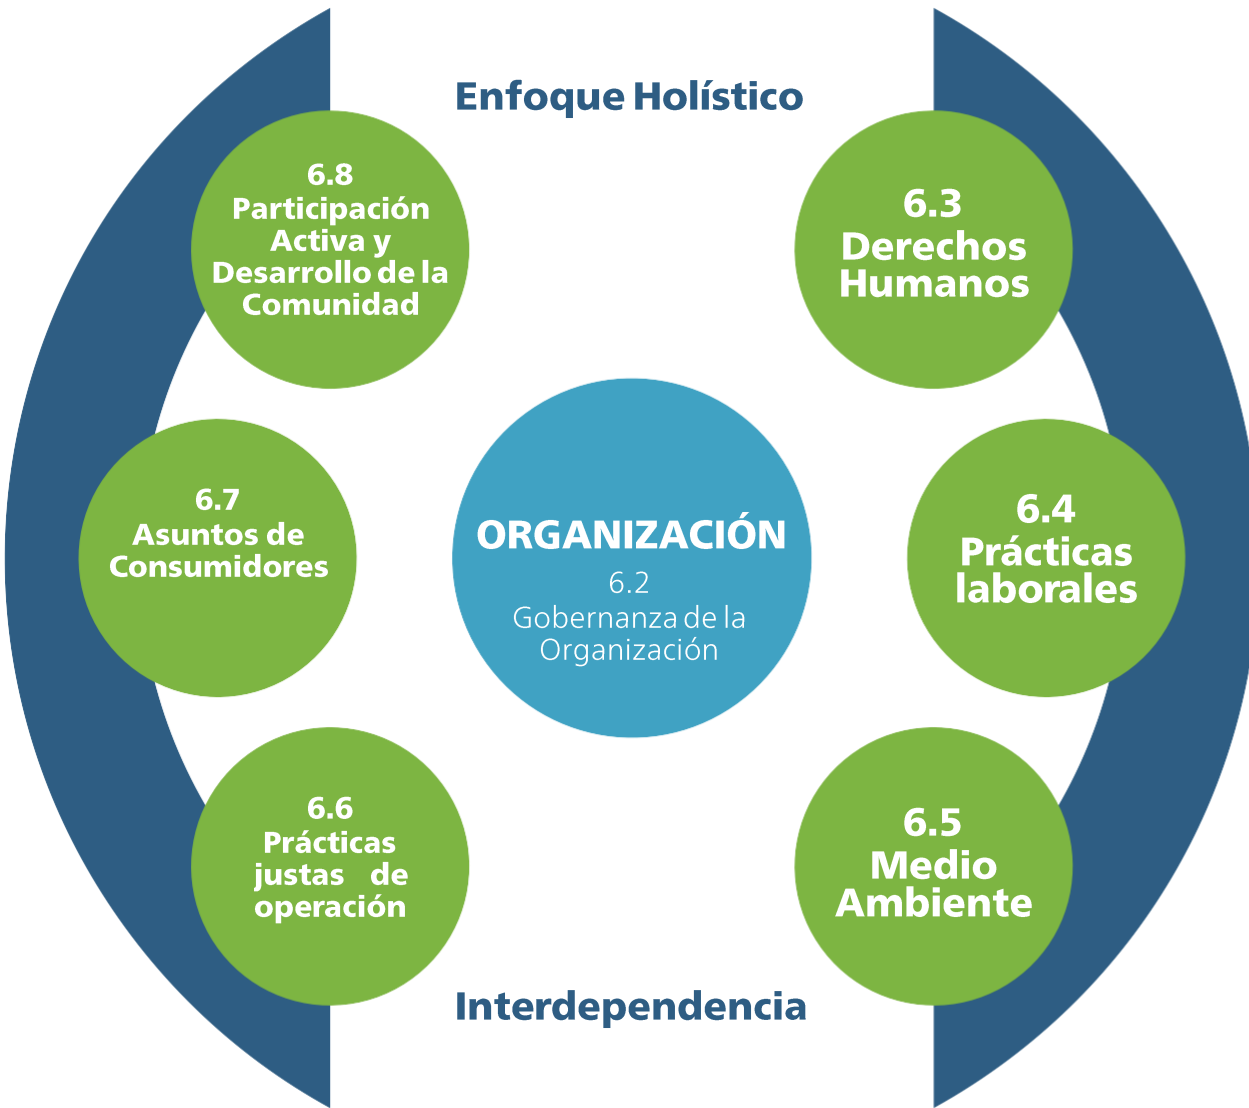 Enfoque Holístico
6.8
Participación
Activa y
Desarrollo de la
Comunidad
6.3
Derechos
Humanos
6.7
Asuntos de
Consumidores
ORGANIZACIÓN
6.2
Gobernanza de la
Organización
6.4
Prácticas
laborales
6.6
Prácticas
justas de
operación
6.5
Medio
Ambiente
Interdependencia